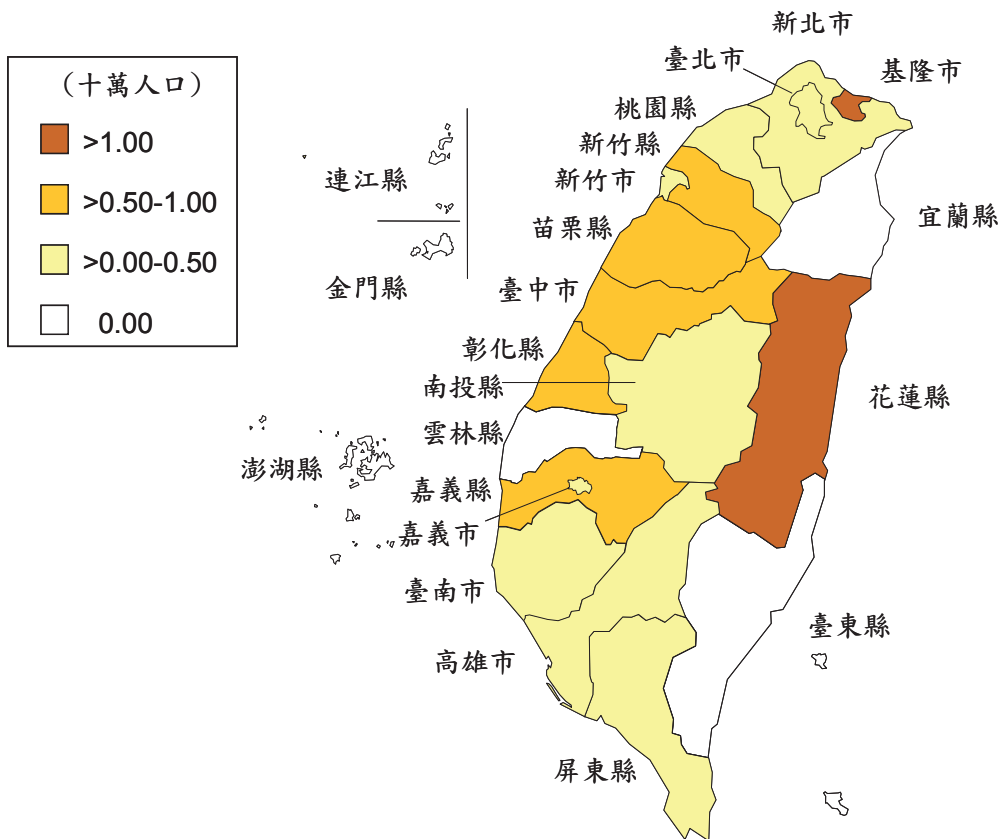 (十萬人口)
>1.00
>0.50-1.00
>0.00-0.50
0.00
新北市
臺北市
基隆市
桃園縣
新竹縣
新竹市
連江縣
苗栗縣
宜蘭縣
金門縣
臺中市
彰化縣
南投縣
花蓮縣
雲林縣
澎湖縣
嘉義縣
嘉義市
臺南市
臺東縣
高雄市
屏東縣